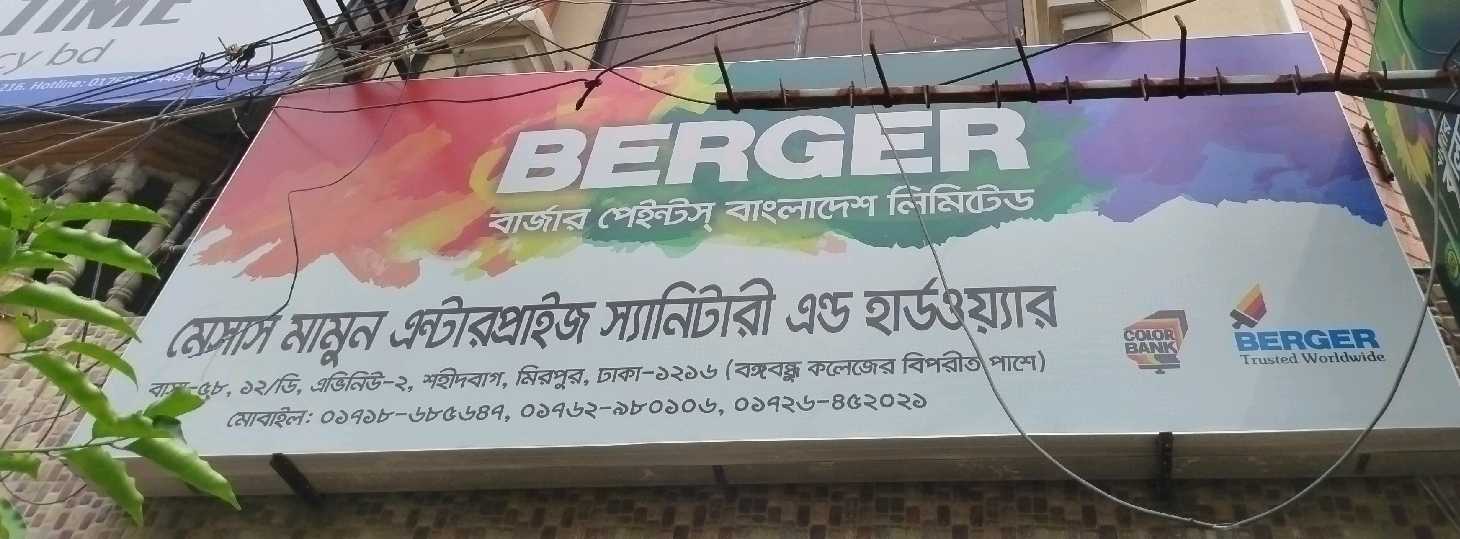 TIME
cy bd
BERGER
বার্জার পেইন্টস্ বাংলাদেশ লিমিটেড
মেসার্স মামুন এন্টারপ্রাইজ স্যানিটারী এন্ড হার্ডওয়্যার
বাসা-৫৮, ১২/ডি, এভিনিউ-২, শহীদবাগ, মিরপুর, ঢাকা-১২১৬ (বঙ্গবন্ধু কলেজের বিপরীত পাশে)
মোবাইল: ০১৭১৮-৬৮৫৬৪৭, ০১৭৬২-৯৮০১০৬, ০১৭২৬-৪৫২০২১
COLOR
BANK
BERGER
Trusted Worldwide